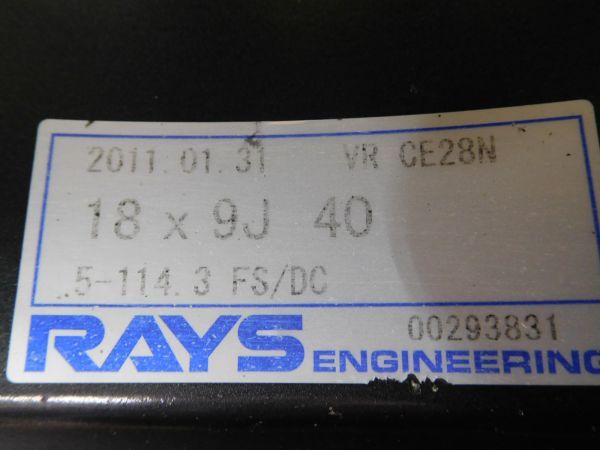 2011.01.31 VR CE28N
18 x 9J 40
5-114.3 FS/DC
RAYS 00293831
ENGINEERING